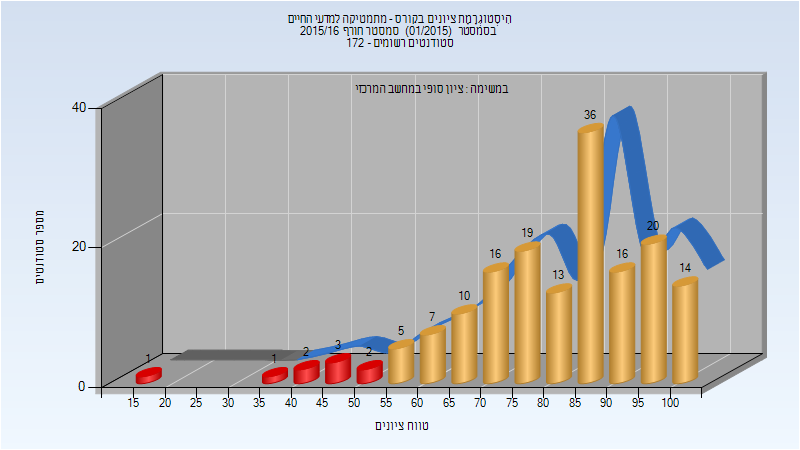 היסטוגרמת ציונים בקורס - מתמטיקה למדעי החיים
בסמסטר (01/2015) סמסטר חורף 2015/16
סטודנטים רשומים - 172
במשימה : ציון סופי במחשב המרכזי
מספר סטודנטים
40
20
0
1
1
2
3
2
5
7
10
16
19
13
36
16
20
14
15 20 25 30 35 40 45 50 55 60 65 70 75 80 85 90 95 100
טווח ציונים